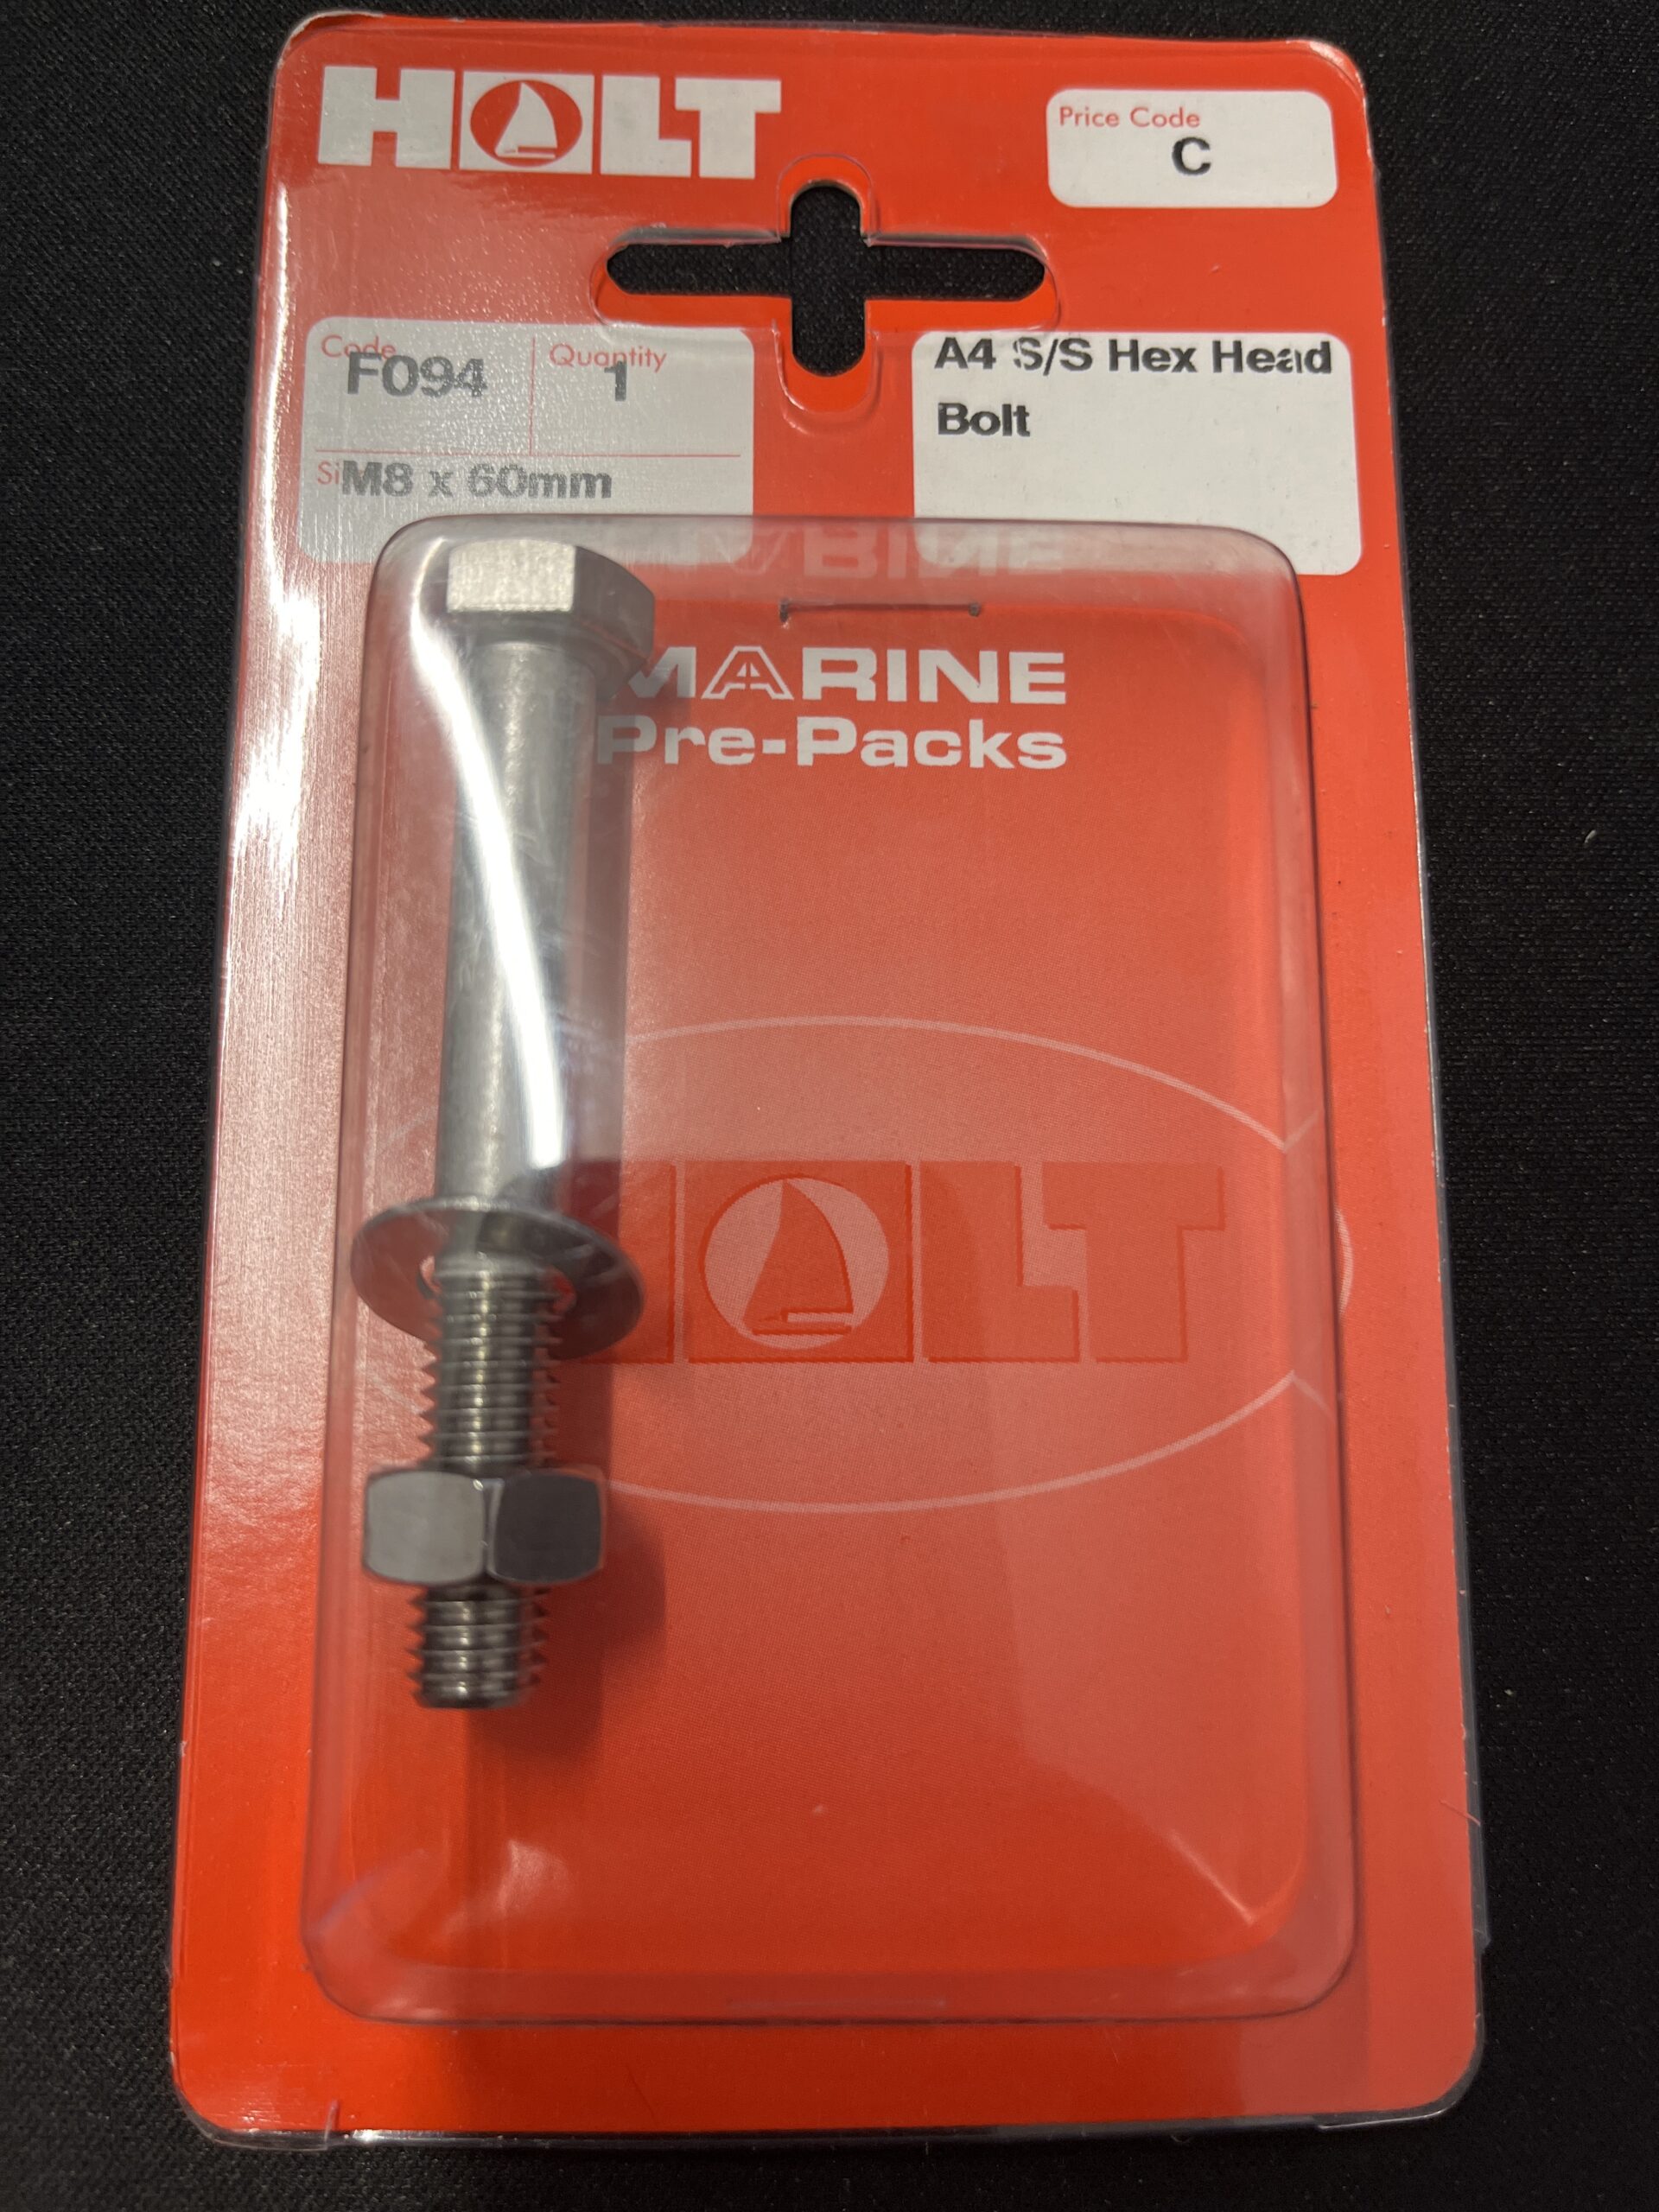 HOLT
Price Code
C
Code
F094
Quantity
1
A4 S/S Hex Head
Bolt
M8 x 60mm
MARINE
Pre-Packs
HOLT